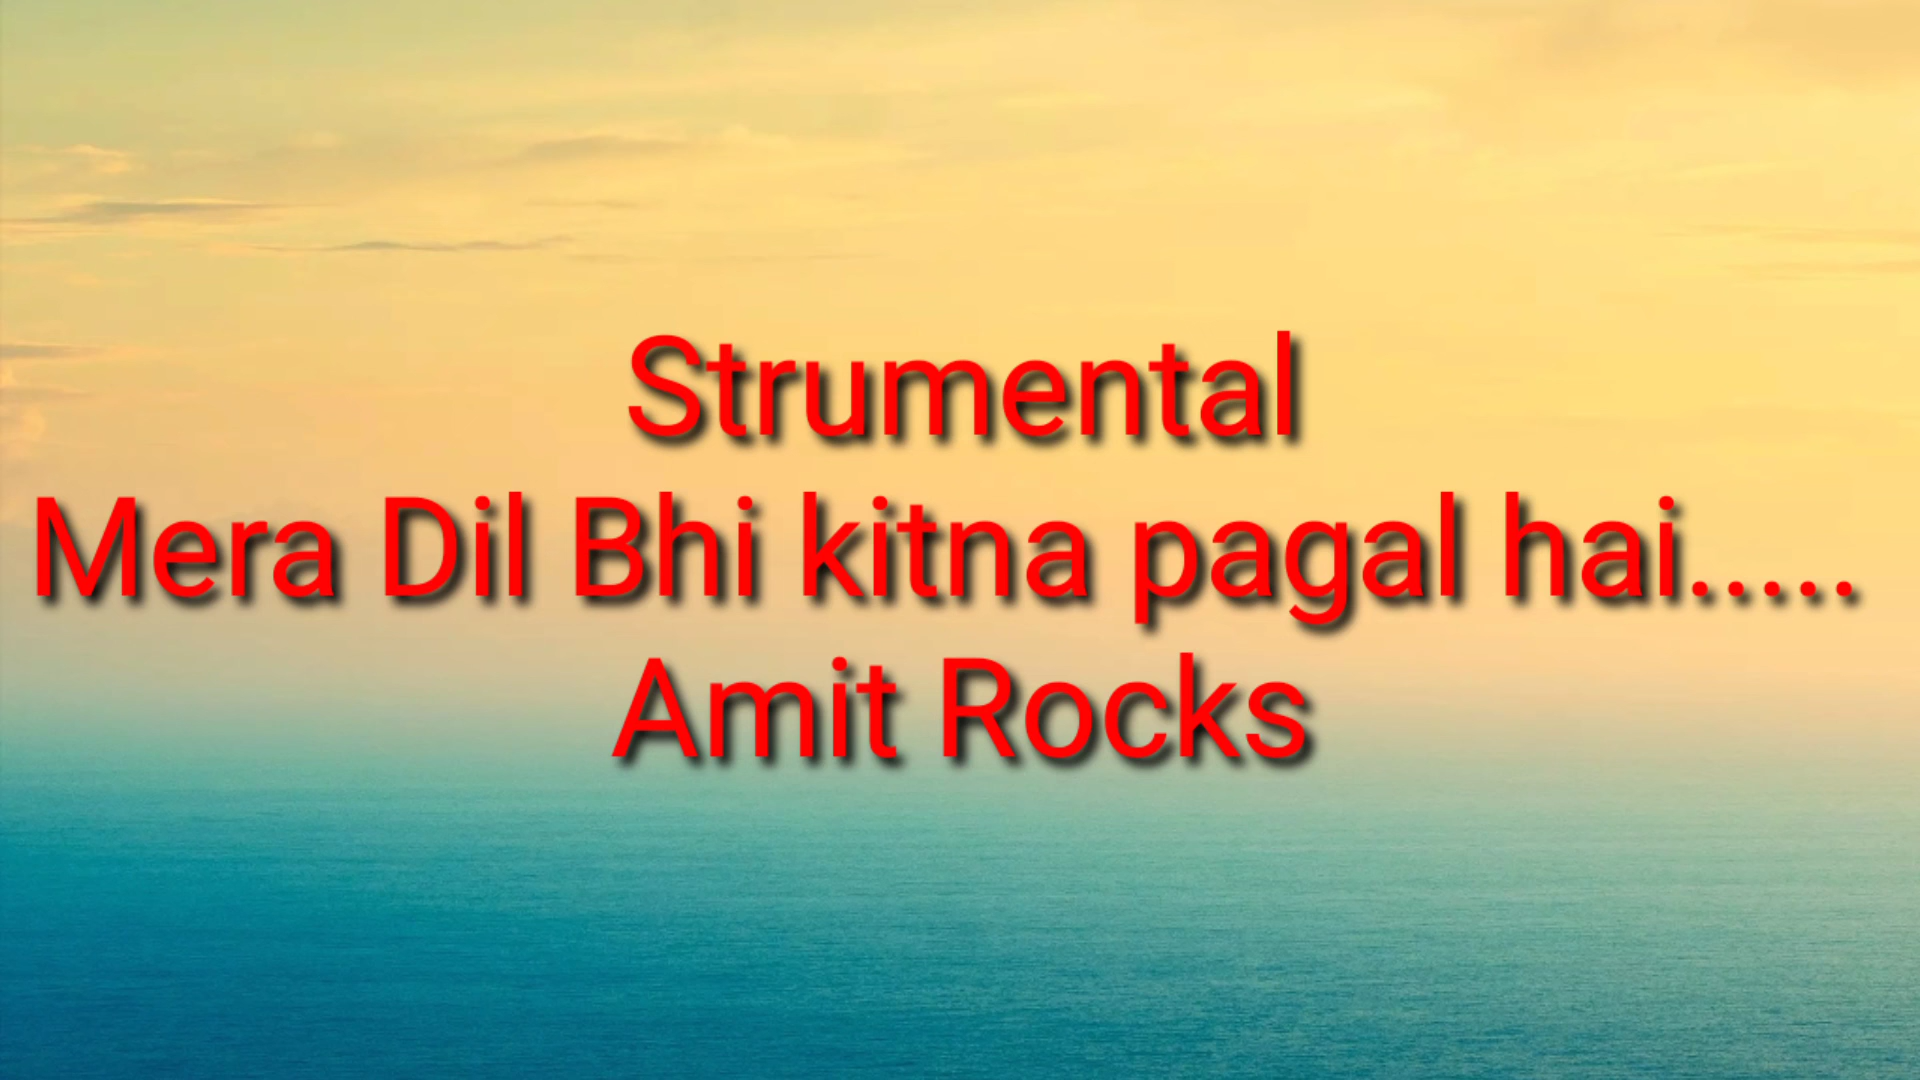 Strumental
Mera Dil Bhi kitna pagal hai.....
Amit Rocks